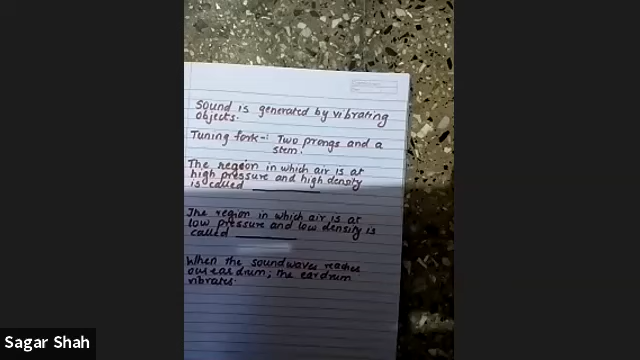 Sound is generated by vibrating
objects.
Tuning fork-: Two prongs and a
stem.
The region in which air is at
high pressure and high density
is called ________
The region in which air is at
low pressure and low density is
called ________
When the soundwaves reaches
our ear drum, the eardrum
vibrates.
Sagar Shah